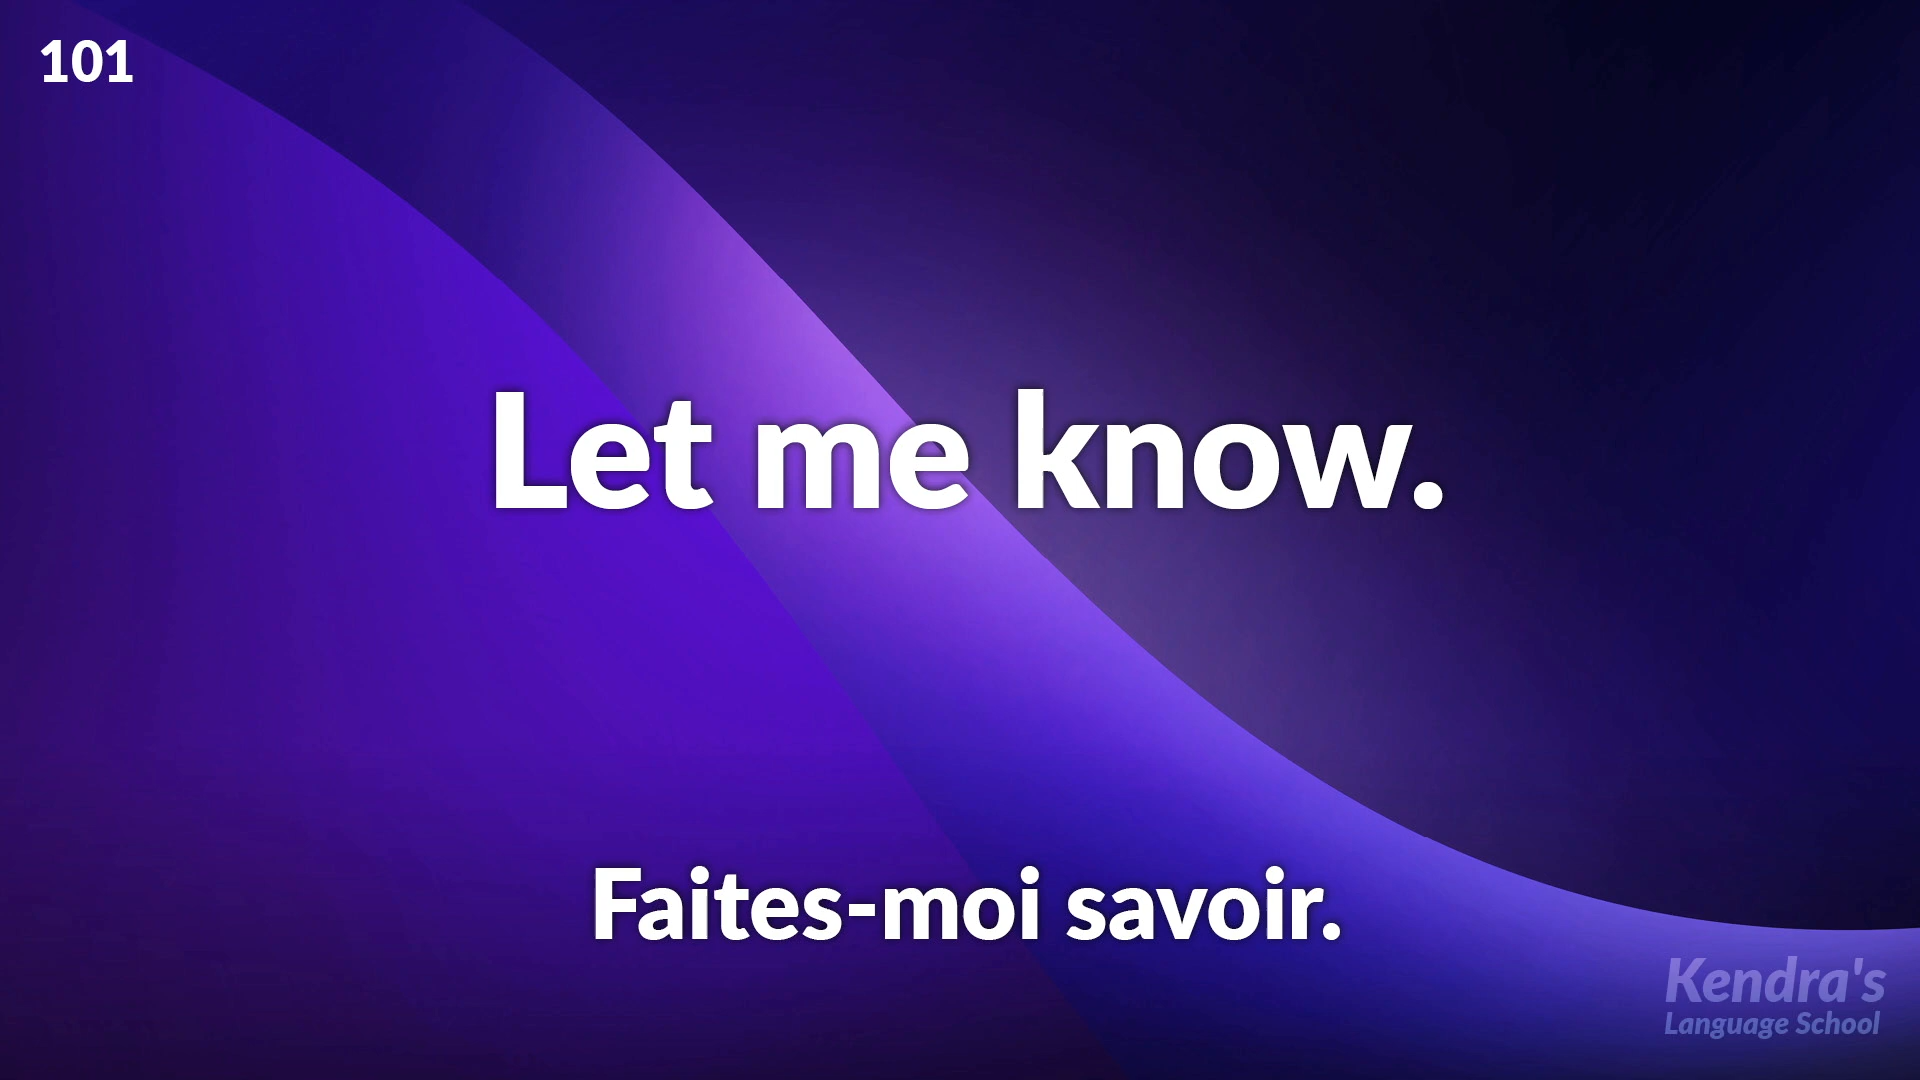 101
Let me know.
Faites-moi savoir.
Kendra's
Language School